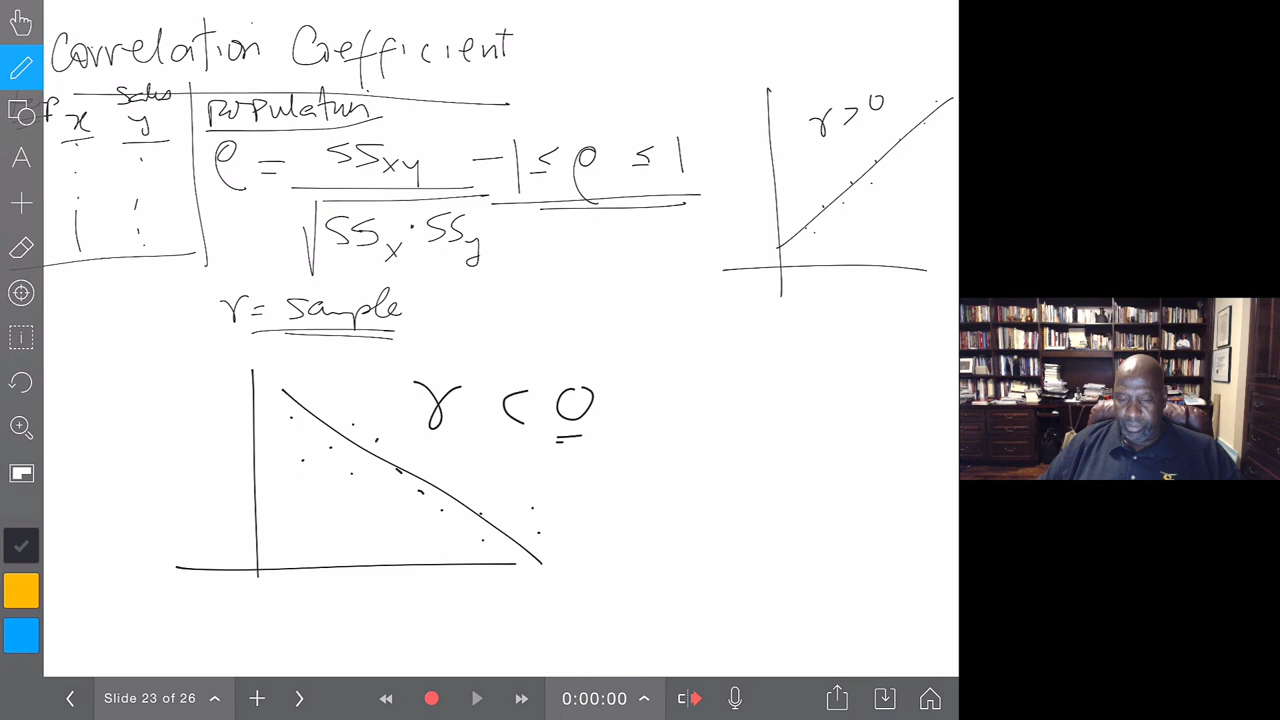 Correlation Coefficient
x
Sales
y
population
ρ = SSxy / √SSx · SSy
-1 ≤ ρ ≤ 1
r > 0
r = sample
r < 0
A
i
Slide 23 of 26
0:00:00